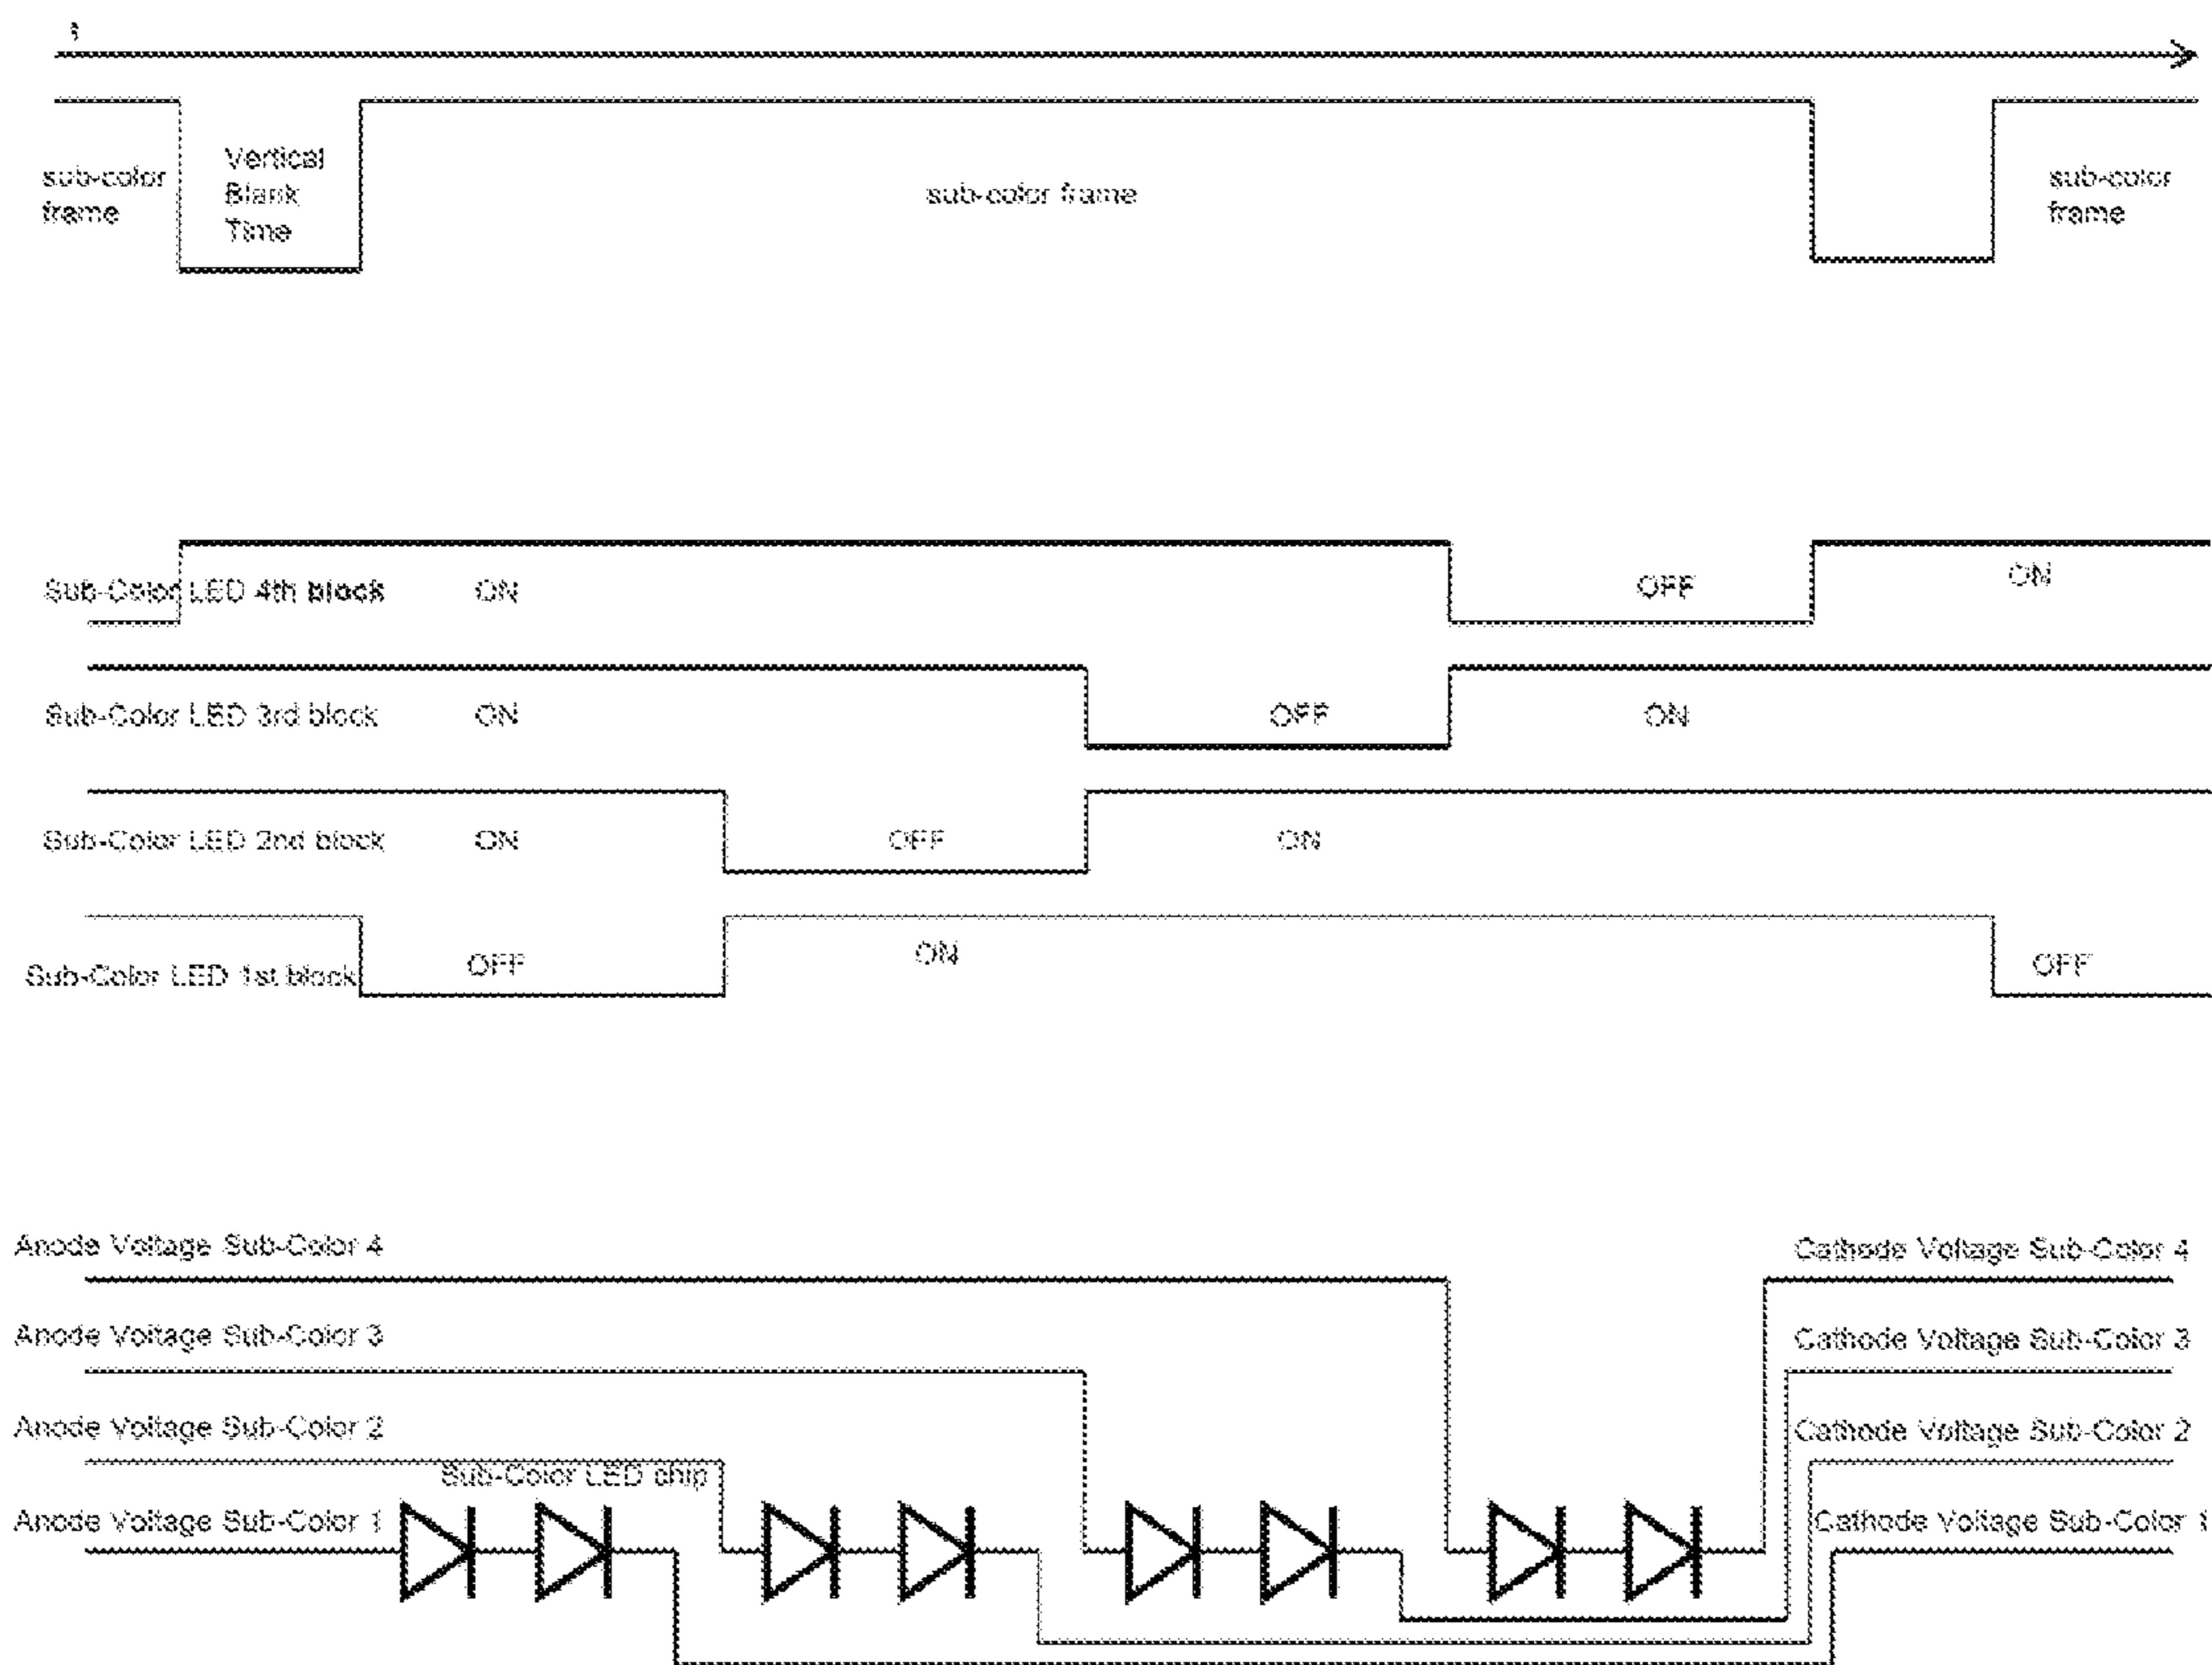 t
sub-color
frame
Vertical
Blank
Time
sub-color frame
sub-color
frame
Sub-Color LED 4th block
ON
OFF
ON
Sub-Color LED 3rd block
ON
OFF
ON
Sub-Color LED 2nd block
ON
OFF
ON
Sub-Color LED 1st block
OFF
ON
OFF
Anode Voltage Sub-Color 4
Cathode Voltage Sub-Color 4
Anode Voltage Sub-Color 3
Cathode Voltage Sub-Color 3
Anode Voltage Sub-Color 2
Cathode Voltage Sub-Color 2
Sub-Color LED chip
Anode Voltage Sub-Color 1
Cathode Voltage Sub-Color 1